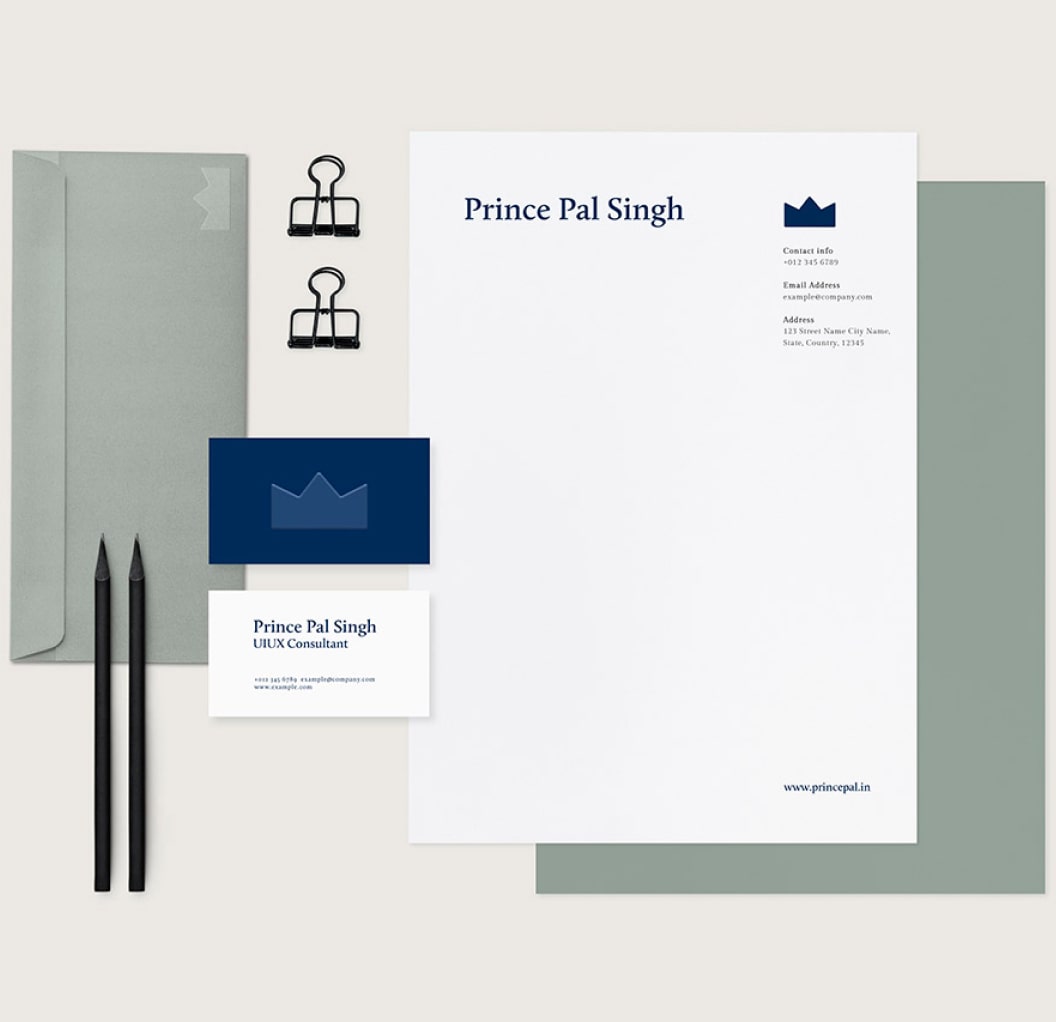 Prince Pal Singh
Contact info
+012 345 6789
Email Address
example@company.com
Address
123 Street Name City Name,
State, Country, 12345
www.princepal.in
Prince Pal Singh
UIUX Consultant
+012 345 6789 example@company.com
www.example.com